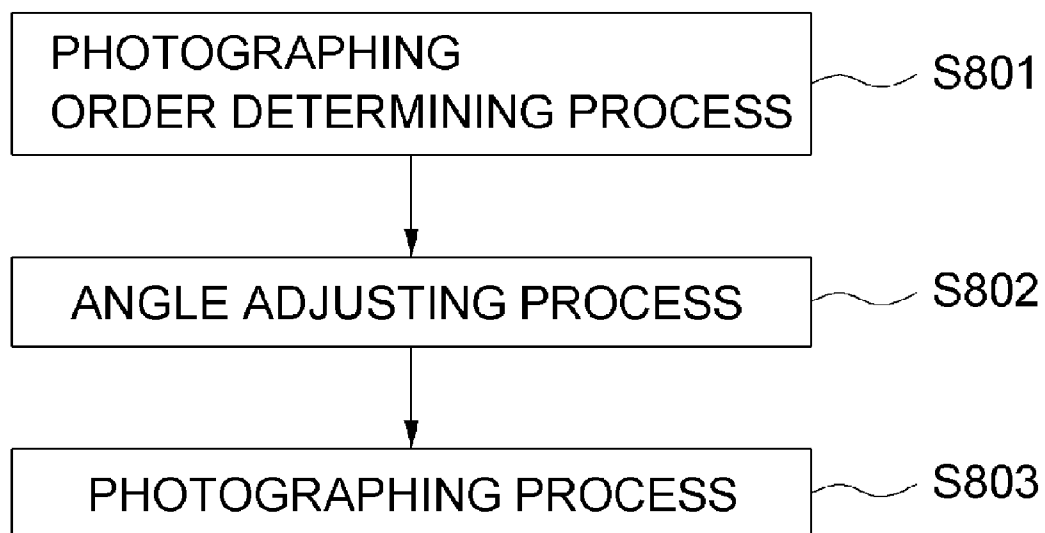 PHOTOGRAPHING
ORDER DETERMINING PROCESS
S801
ANGLE ADJUSTING PROCESS
S802
PHOTOGRAPHING PROCESS
S803